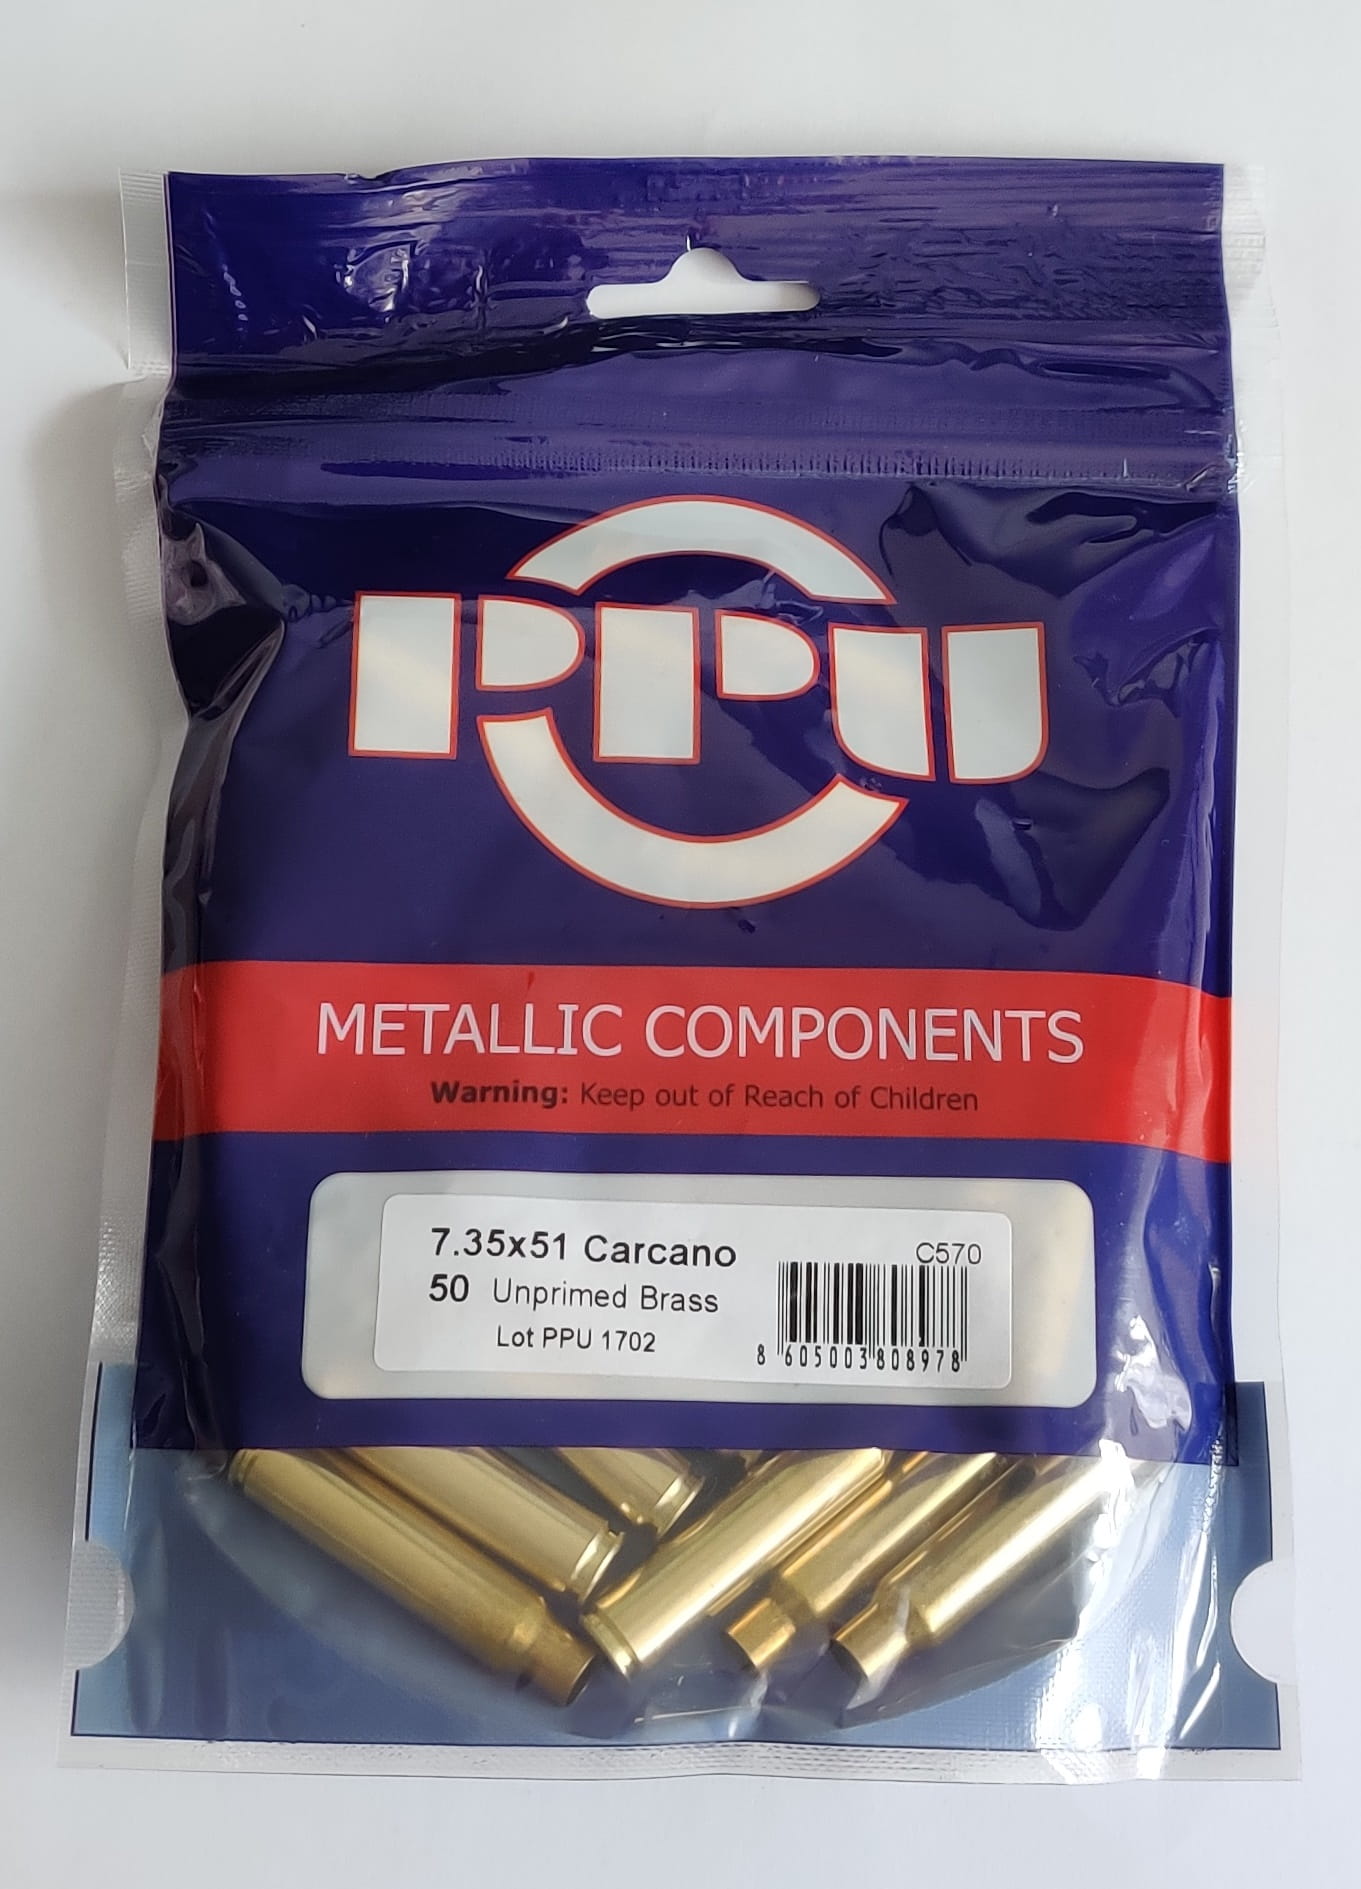 PPU
METALLIC COMPONENTS
Warning: Keep out of Reach of Children
7.35x51 Carcano
C570
50 Unprimed Brass
Lot PPU 1702
8 605003 808978